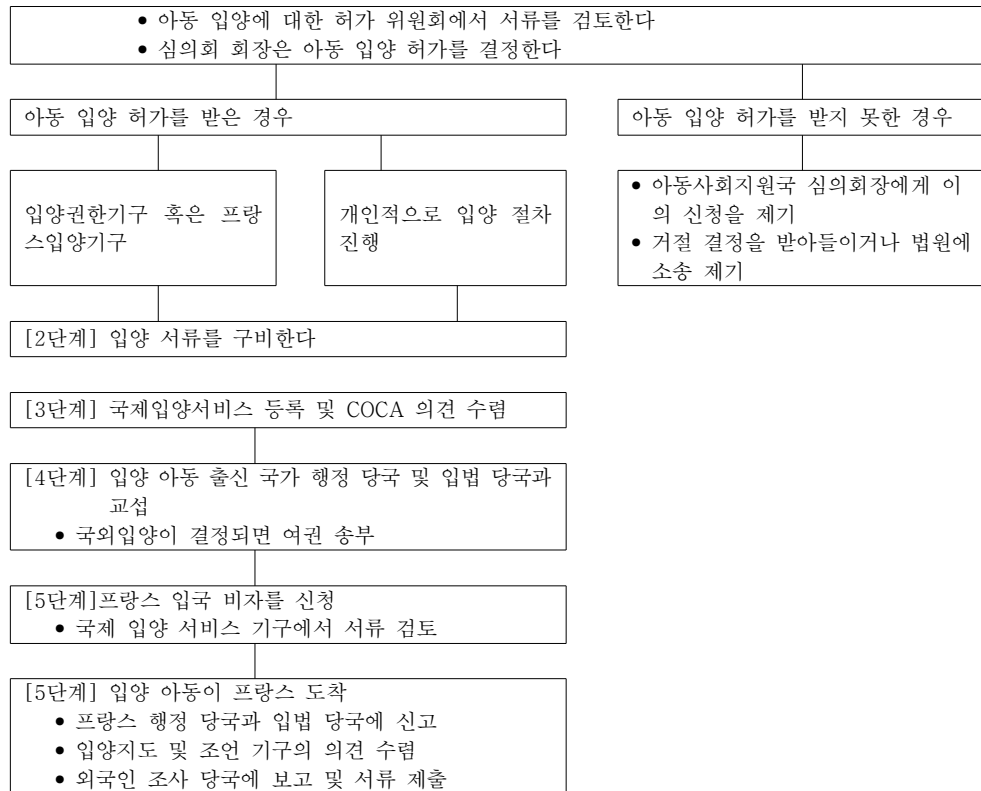 • 아동 입양에 대한 허가 위원회에서 서류를 검토한다
• 심의회 회장은 아동 입양 허가를 결정한다
아동 입양 허가를 받은 경우
아동 입양 허가를 받지 못한 경우
입양권한기구 혹은 프랑
스입양기구
개인적으로 입양 절차
진행
• 아동사회지원국 심의회장에게 이
의 신청을 제기
• 거절 결정을 받아들이거나 법원에
소송 제기
[2단계] 입양 서류를 구비한다
[3단계] 국제입양서비스 등록 및 COCA 의견 수렴
[4단계] 입양 아동 출신 국가 행정 당국 및 입법 당국과
교섭
• 국외입양이 결정되면 여권 송부
[5단계]프랑스 입국 비자를 신청
• 국제 입양 서비스 기구에서 서류 검토
[5단계] 입양 아동이 프랑스 도착
• 프랑스 행정 당국과 입법 당국에 신고
• 입양지도 및 조언 기구의 의견 수렴
• 외국인 조사 당국에 보고 및 서류 제출